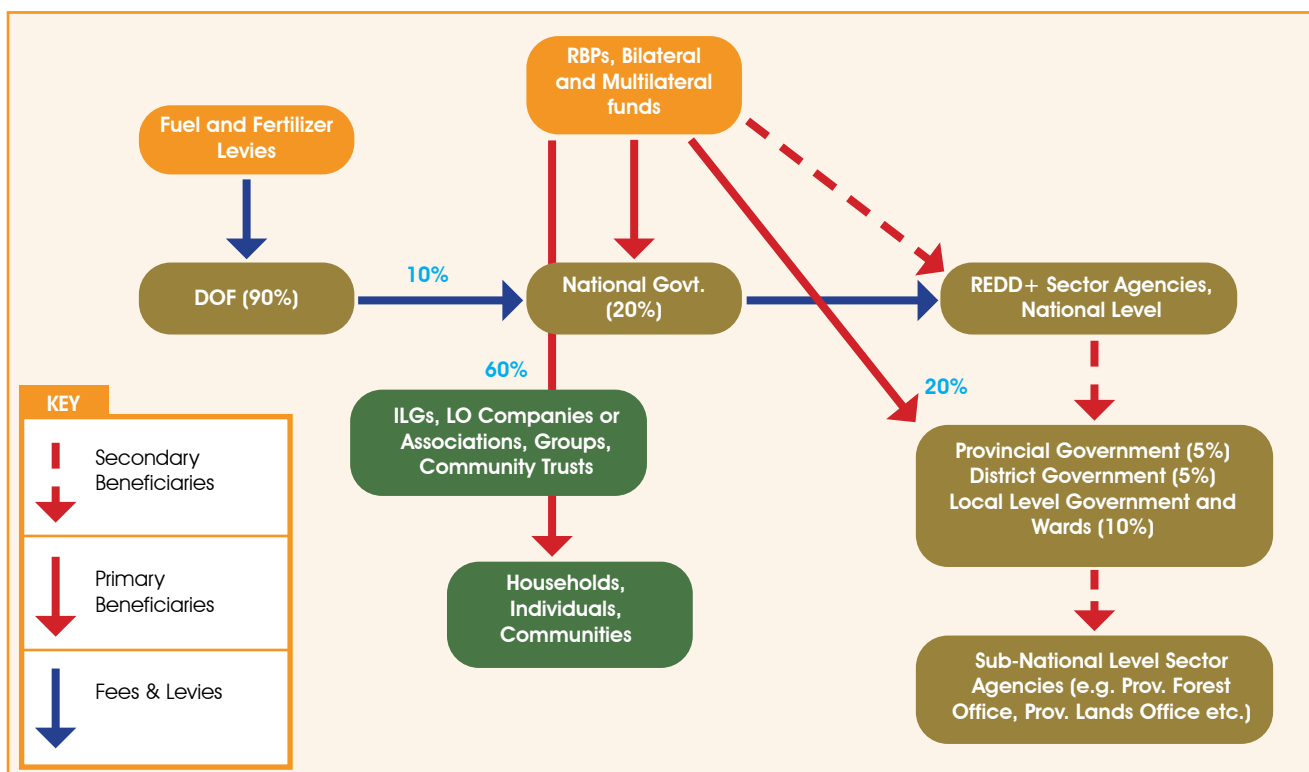 RBPs, Bilateral
and Multilateral
funds
Fuel and Fertilizer
Levies
DOF (90%)
10%
National Govt.
(20%)
REDD+ Sector Agencies,
National Level
60%
20%
ILGs, LO Companies or
Associations, Groups,
Community Trusts
Provincial Government (5%)
District Government (5%)
Local Level Government and
Wards (10%)
Households,
Individuals,
Communities
Sub-National Level Sector
Agencies (e.g. Prov. Forest
Office, Prov. Lands Office etc.)
KEY
Secondary
Beneficiaries
Primary
Beneficiaries
Fees & Levies